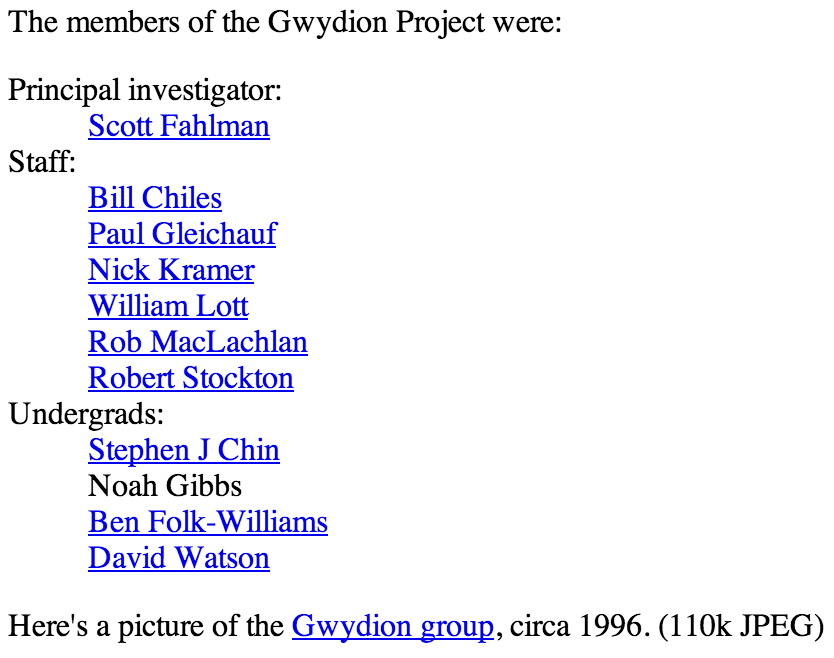 The members of the Gwydion Project were:
Principal investigator:
Scott Fahlman
Staff:
Bill Chiles
Paul Gleichauf
Nick Kramer
William Lott
Rob MacLachlan
Robert Stockton
Undergrads:
Stephen J Chin
Noah Gibbs
Ben Folk-Williams
David Watson
Here's a picture of the Gwydion group, circa 1996. (110k JPEG)